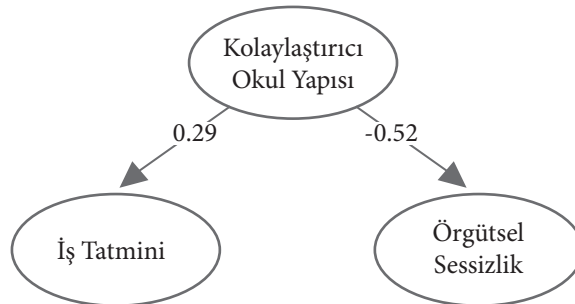 Kolaylaştırıcı
Okul Yapısı
0.29
-0.52
İş Tatmini
Örgütsel
Sessizlik